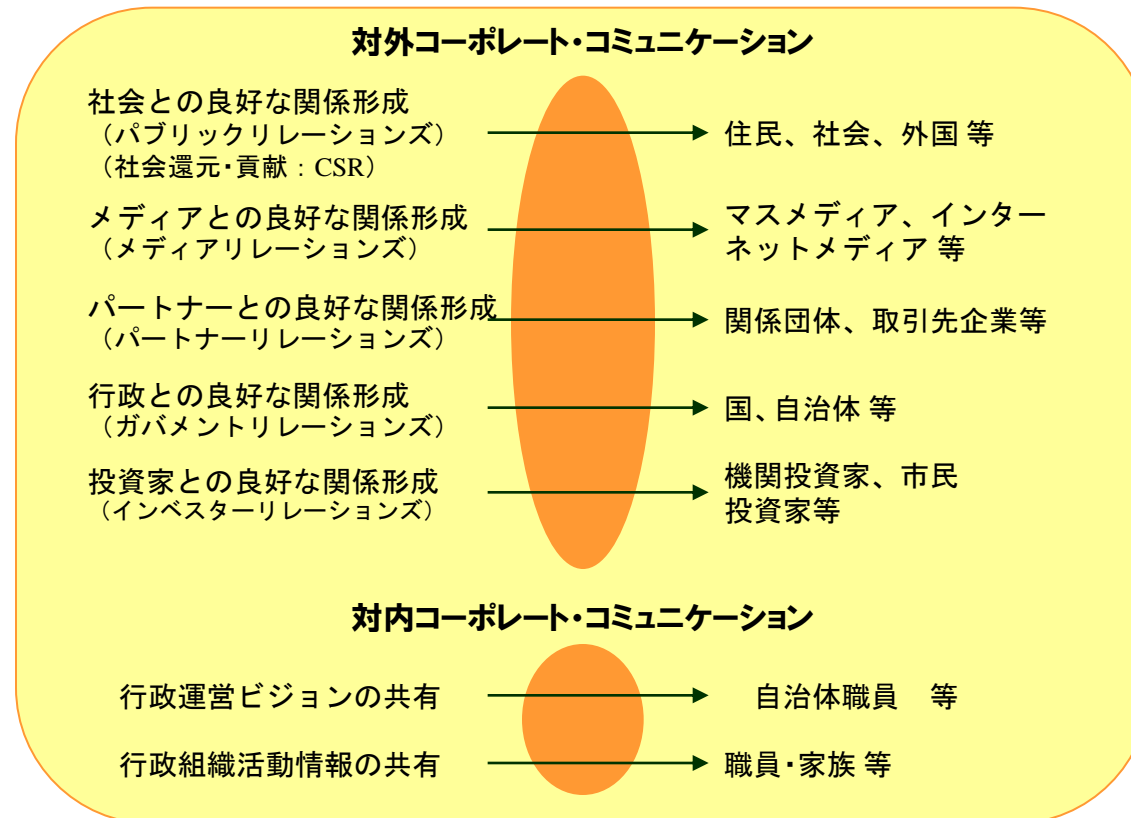 対外コーポレート・コミュニケーション
社会との良好な関係形成
（パブリックリレーションズ）
（社会還元・貢献：CSR）
住民、社会、外国 等
メディアとの良好な関係形成
（メディアリレーションズ）
マスメディア、インター
ネットメディア 等
パートナーとの良好な関係形成
（パートナーリレーションズ）
関係団体、取引先企業等
行政との良好な関係形成
（ガバメントリレーションズ）
国、自治体 等
投資家との良好な関係形成
（インベスターリレーションズ）
機関投資家、市民
投資家等
対内コーポレート・コミュニケーション
行政運営ビジョンの共有
自治体職員　等
行政組織活動情報の共有
職員・家族 等